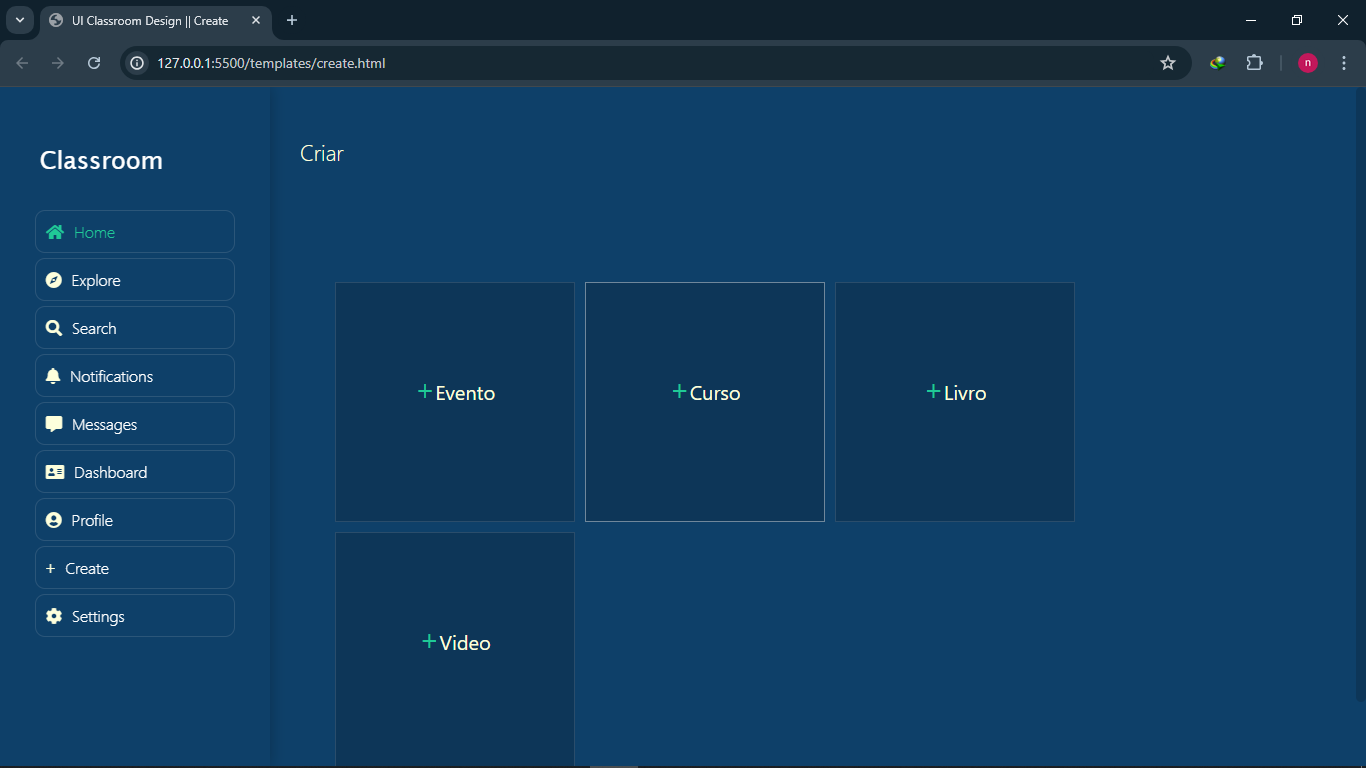 UI Classroom Design || Create
127.0.0.1:5500/templates/create.html
n
Classroom
Home
Explore
Search
Notifications
Messages
Dashboard
Profile
+ Create
Settings
Criar
+Evento
+Curso
+Livro
+Video